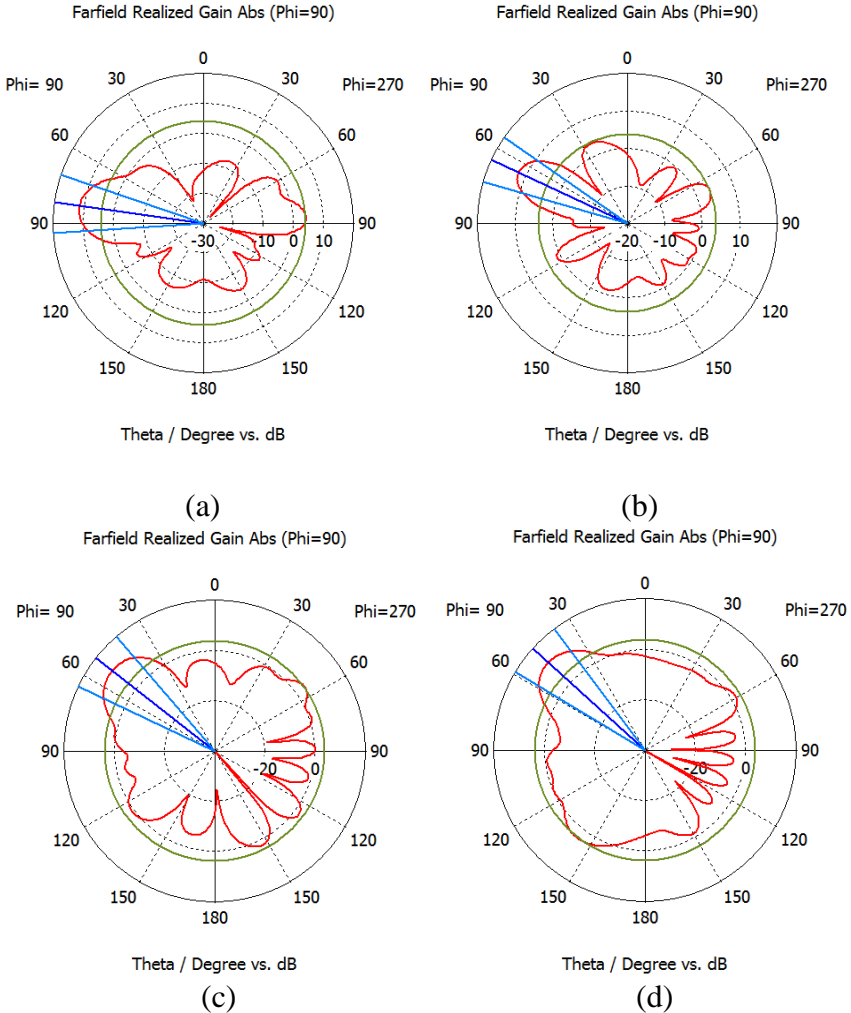 Farfield Realized Gain Abs (Phi=90)
0
Phi= 90 30 30 Phi=270
60 60
90 -30 -10 0 10 90
120 120
150 150
180
Theta / Degree vs. dB
(a)
Farfield Realized Gain Abs (Phi=90)
0
Phi= 90 30 30 Phi=270
60 60
90 -20 -10 0 10 90
120 120
150 150
180
Theta / Degree vs. dB
(b)
Farfield Realized Gain Abs (Phi=90)
0
Phi= 90 30 30 Phi=270
60 60
90 -20 0 90
120 120
150 150
180
Theta / Degree vs. dB
(c)
Farfield Realized Gain Abs (Phi=90)
0
Phi= 90 30 30 Phi=270
60 60
90 -20 0 90
120 120
150 150
180
Theta / Degree vs. dB
(d)